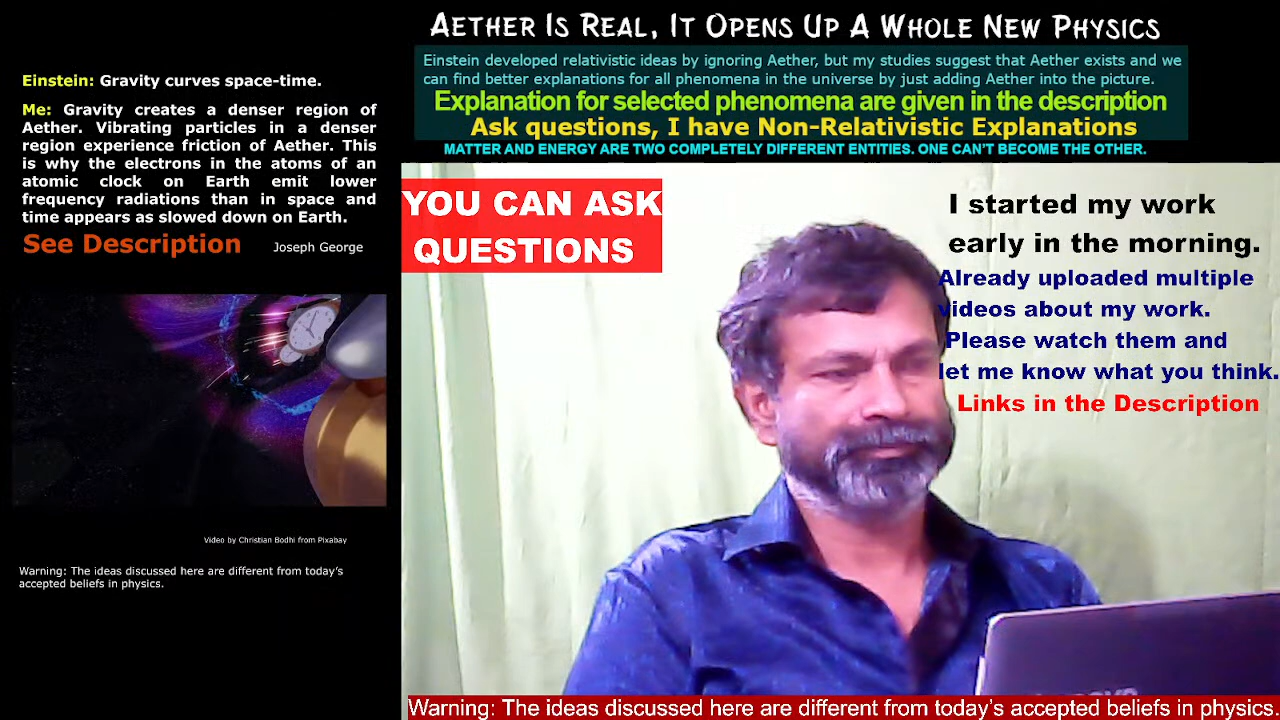 Aether Is Real, It Opens Up A Whole New Physics
Einstein developed relativistic ideas by ignoring Aether, but my studies suggest that Aether exists and we
can find better explanations for all phenomena in the universe by just adding Aether into the picture.
Explanation for selected phenomena are given in the description
Ask questions, I have Non-Relativistic Explanations
MATTER AND ENERGY ARE TWO COMPLETELY DIFFERENT ENTITIES. ONE CAN'T BECOME THE OTHER.
Einstein: Gravity curves space-time.
Me: Gravity creates a denser region of
Aether. Vibrating particles in a denser
region experience friction of Aether. This
is why the electrons in the atoms of an
atomic clock on Earth emit lower
frequency radiations than in space and
time appears as slowed down on Earth.
See Description
Joseph George
Video by Christian Bodhi from Pixabay
Warning: The ideas discussed here are different from today's
accepted beliefs in physics.
YOU CAN ASK
QUESTIONS
I started my work
early in the morning.
Already uploaded multiple
videos about my work.
Please watch them and
let me know what you think.
Links in the Description
Warning: The ideas discussed here are different from today's accepted beliefs in physics.